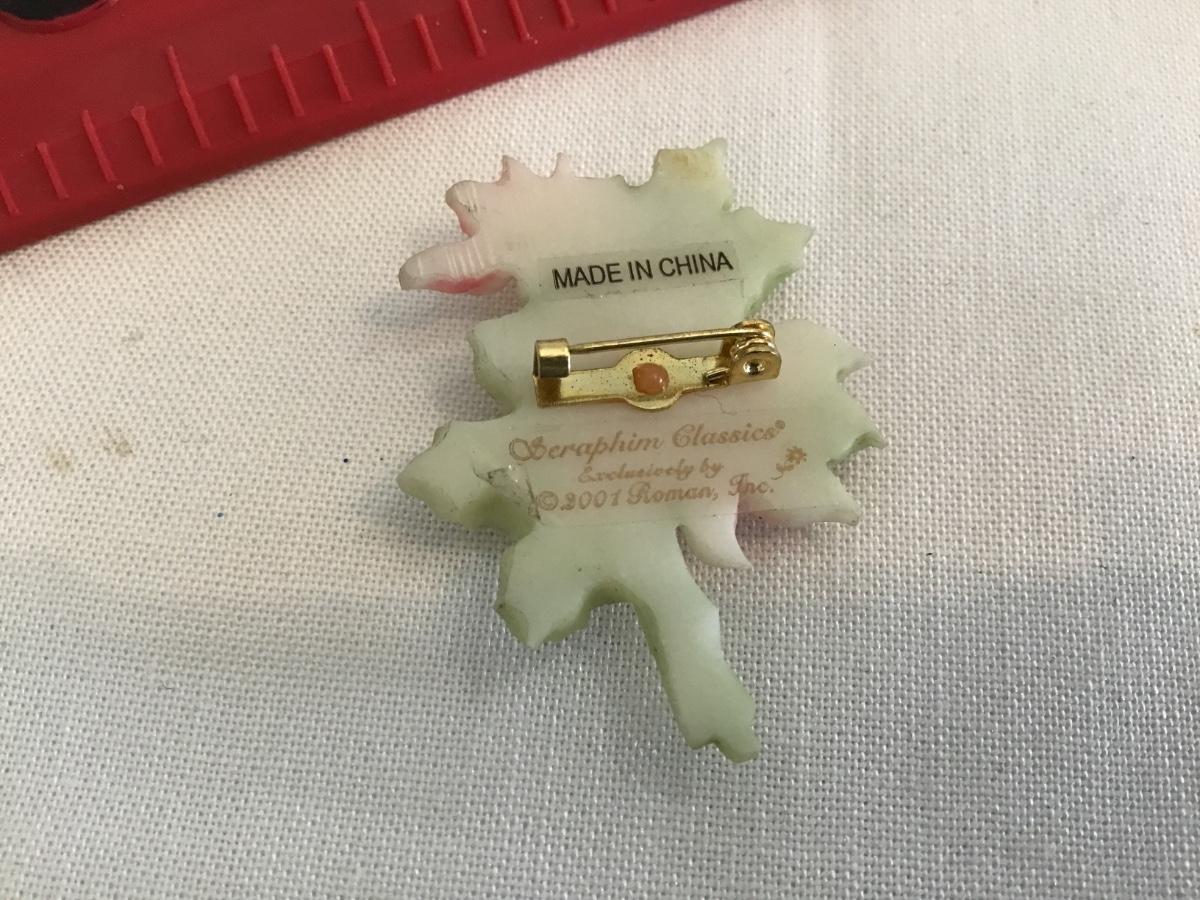 MADE IN CHINA
Seraphim Classics®
Exclusively by
©2001 Roman, Inc.